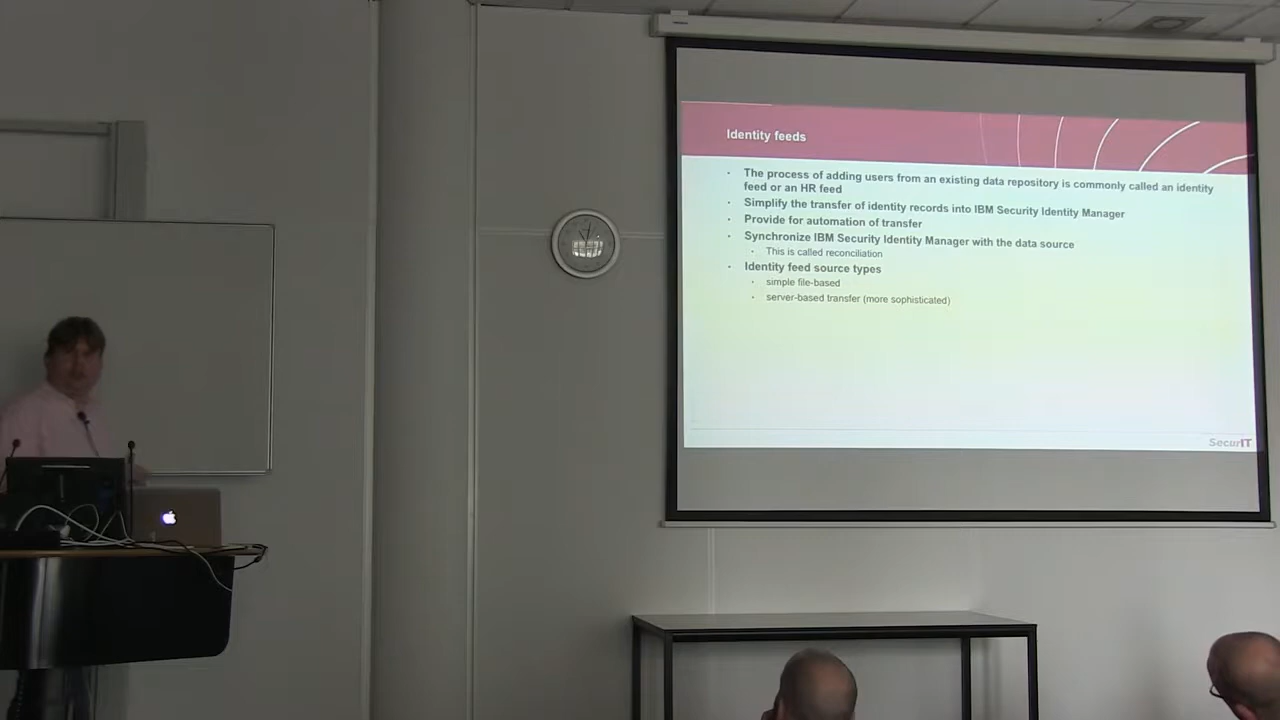 Identity feeds
The process of adding users from an existing data repository is commonly called an identity
feed or an HR feed
Simplify the transfer of identity records into IBM Security Identity Manager
Provide for automation of transfer
Synchronize IBM Security Identity Manager with the data source
This is called reconciliation
Identity feed source types
simple file-based
server-based transfer (more sophisticated)
SecurIT